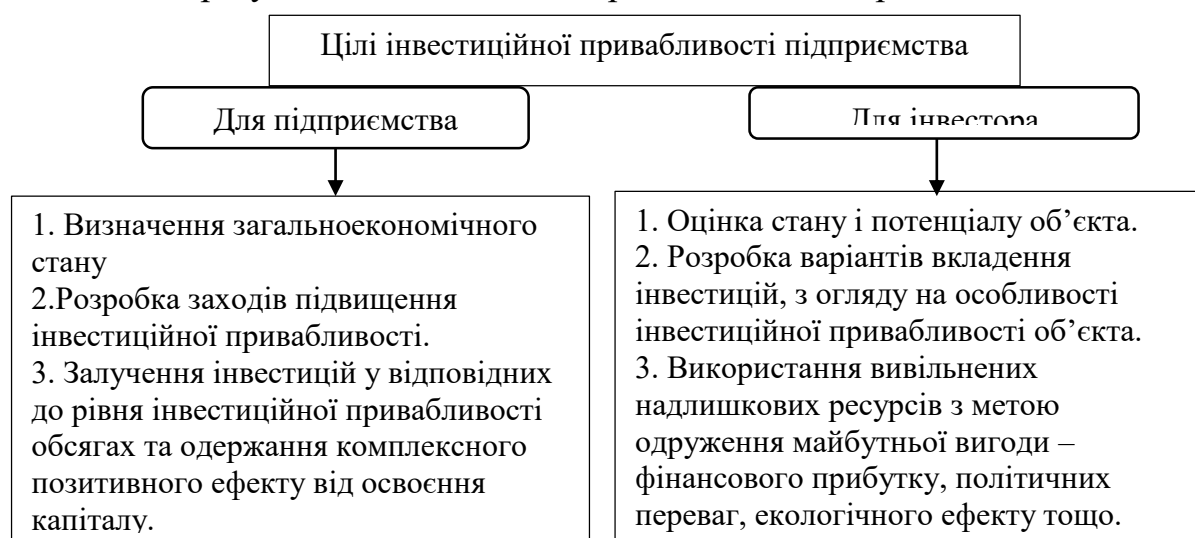 Цілі інвестиційної привабливості підприємства
Для підприємства
Для інвестора
1. Визначення загальноекономічного
стану
2.Розробка заходів підвищення
інвестиційної привабливості.
3. Залучення інвестицій у відповідних
до рівня інвестиційної привабливості
обсягах та одержання комплексного
позитивного ефекту від освоєння
капіталу.
1. Оцінка стану і потенціалу об’єкта.
2. Розробка варіантів вкладення
інвестицій, з огляду на особливості
інвестиційної привабливості об’єкта.
3. Використання вивільнених
надлишкових ресурсів з метою
одруження майбутньої вигоди –
фінансового прибутку, політичних
переваг, екологічного ефекту тощо.